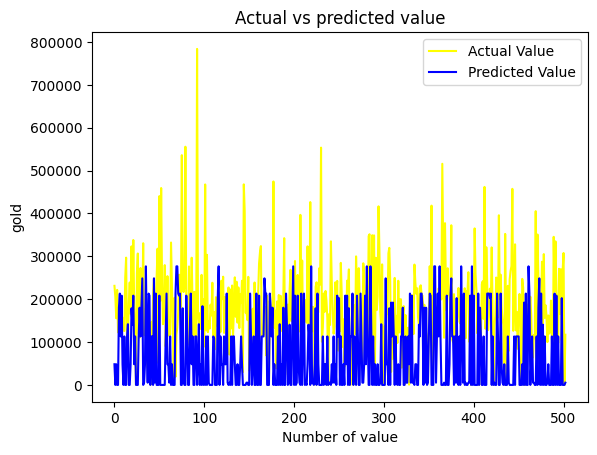 Actual vs predicted value
Actual Value
Predicted Value
800000
700000
600000
500000
400000
300000
200000
100000
0
gold
0 100 200 300 400 500
Number of value